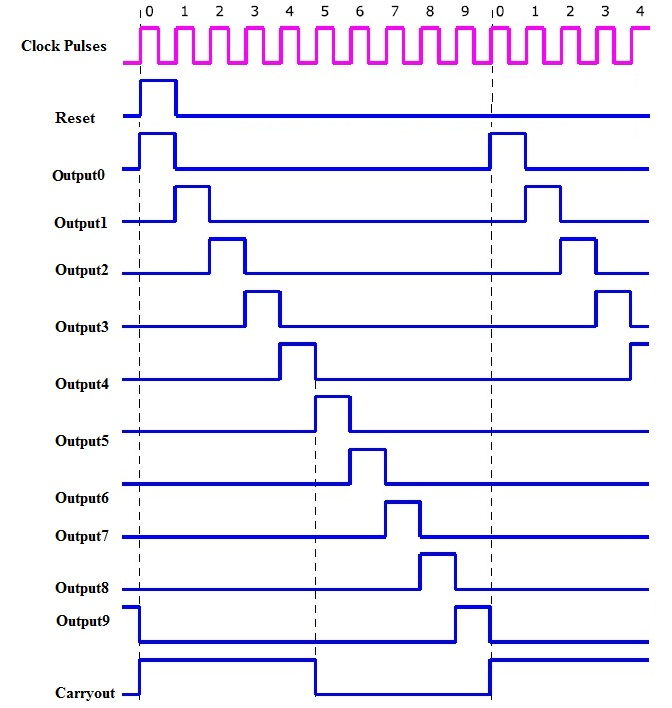 0 1 2 3 4 5 6 7 8 9 0 1 2 3 4
Clock Pulses
Reset
Output0
Output1
Output2
Output3
Output4
Output5
Output6
Output7
Output8
Output9
Carryout